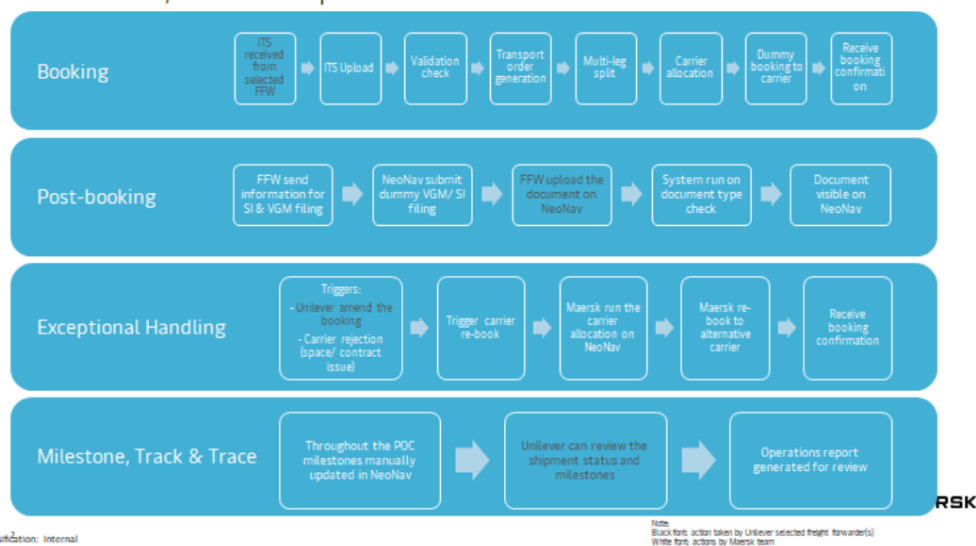 Booking
ITS
received
from
selected
FFW
ITS Upload
Validation
check
Transport
order
generation
Multi-leg
split
Carrier
allocation
Dummy
booking to
carrier
Receive
booking
confirmati
on
Post-booking
FFW send
information for
SI & VGM filing
NeoNav submit
dummy VGM/ SI
filing
FFW upload the
document on
NeoNav
System run on
document type
check
Document
visible on
NeoNav
Exceptional Handling
Triggers:
- Unilever amend the
booking
- Carrier rejection
(space/ contract
issue)
Trigger carrier
re-book
Maersk run the
carrier
allocation on
NeoNav
Maersk re-
book to
alternative
carrier
Receive
booking
confirmation
Milestone, Track & Trace
Throughout the POC
milestones manually
updated in NeoNav
Unilever can review the
shipment status and
milestones
Operations report
generated for review
RSK
sification: Internal
Note:
Black font: action taken by Unilever selected freight forwarder(s)
White font: actions by Maersk team